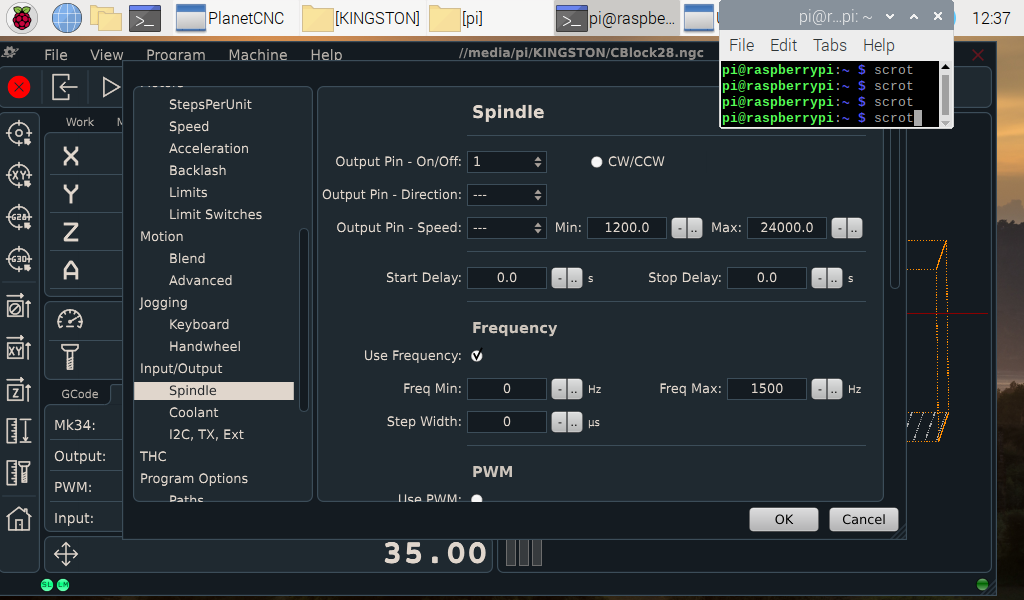 PlanetCNC
[KINGSTON]
[pi]
pi@raspbe...
pi@r...pi: ~
12:37
File Edit View Program Machine Help
//media/pi/KINGSTON/CBlock28.ngc
File Edit Tabs Help
pi@raspberrypi:~ $ scrot
pi@raspberrypi:~ $ scrot
pi@raspberrypi:~ $ scrot
pi@raspberrypi:~ $ scrot
Work
X
Y
Z
A
GCode
Mk34:
Output:
PWM:
Input:
XY
G28
G30
XY
Z
StepsPerUnit
Speed
Acceleration
Backlash
Limits
Limit Switches
Motion
Blend
Advanced
Jogging
Keyboard
Handwheel
Input/Output
Spindle
Coolant
I2C, TX, Ext
THC
Program Options
Paths
Spindle
Output Pin - On/Off: 1 CW/CCW
Output Pin - Direction: ---
Output Pin - Speed: --- Min: 1200.0 - .. Max: 24000.0 - ..
Start Delay: 0.0 - .. s Stop Delay: 0.0 - .. s
Frequency
Use Frequency:
Freq Min: 0 - .. Hz Freq Max: 1500 - .. Hz
Step Width: 0 - .. µs
PWM
Use PWM:
OK Cancel
35.00
SL LM